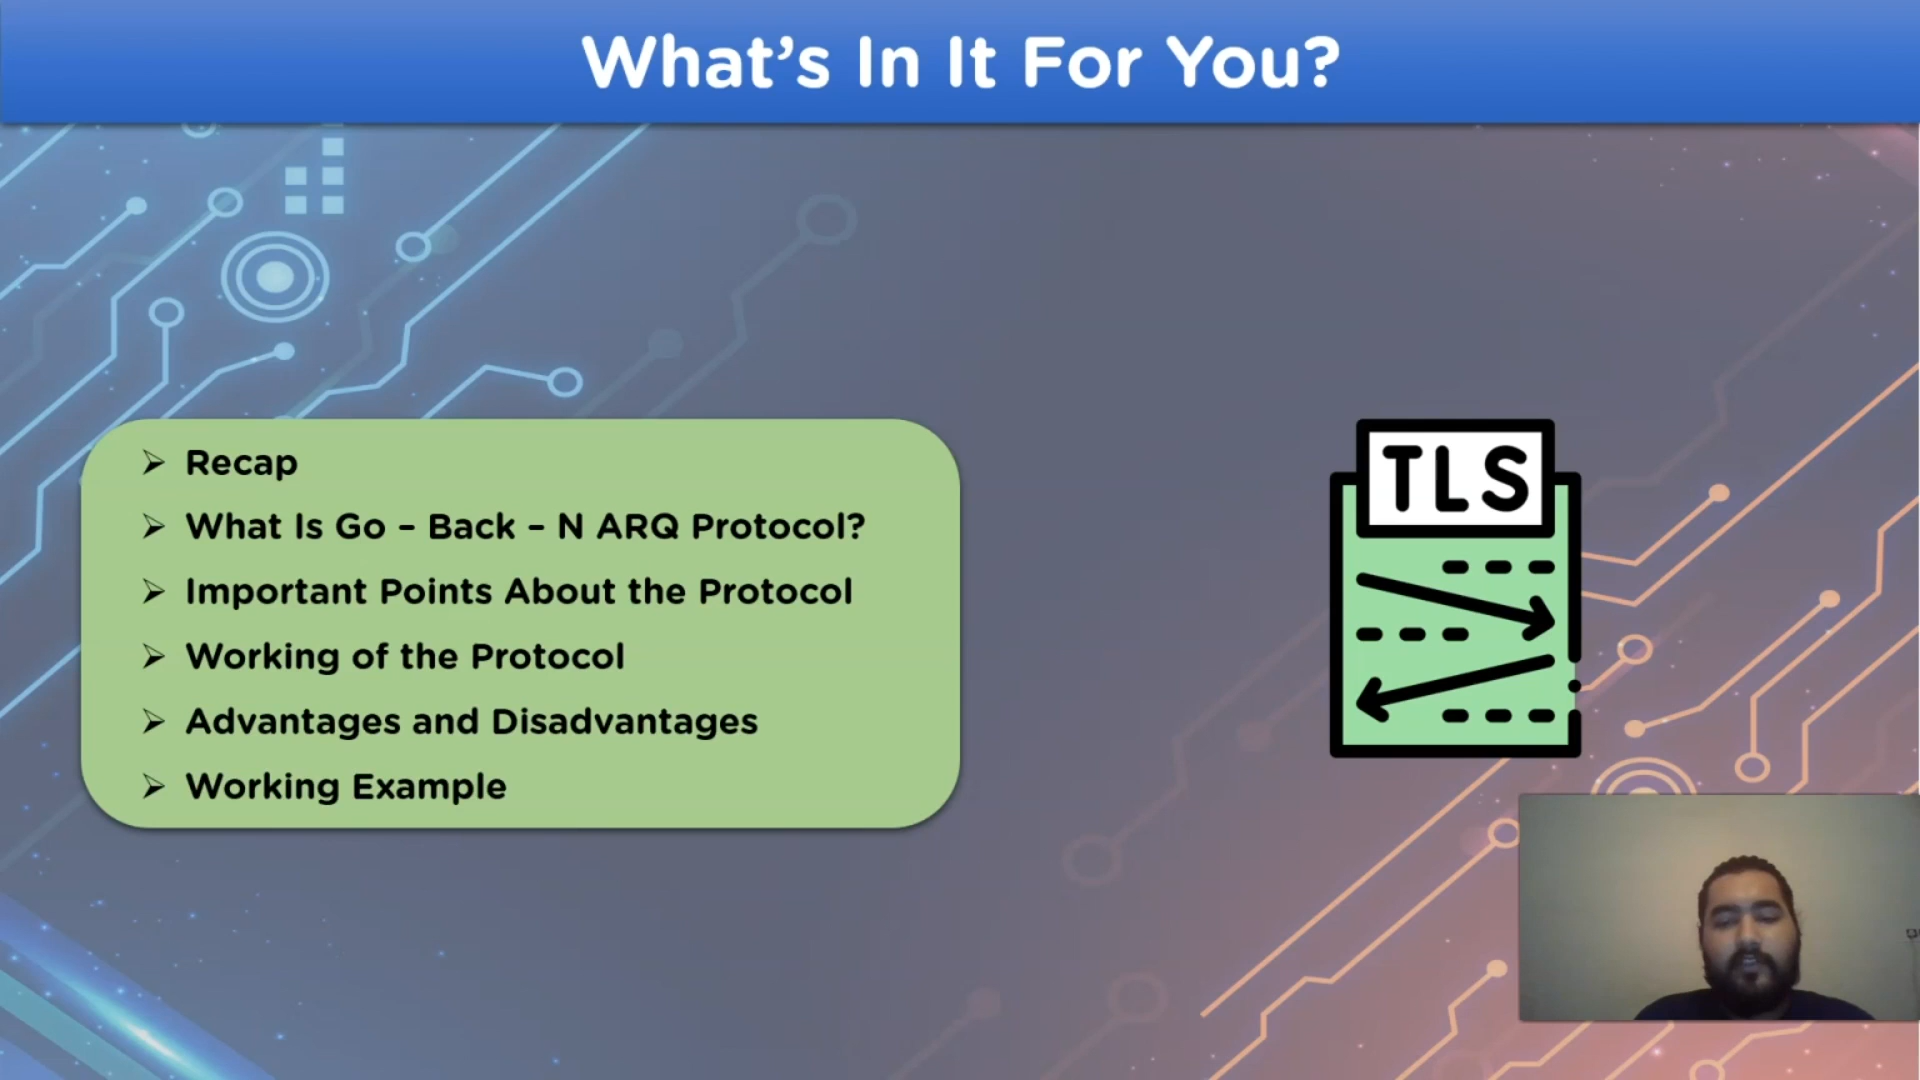 What's In It For You?
Recap
What Is Go – Back – N ARQ Protocol?
Important Points About the Protocol
Working of the Protocol
Advantages and Disadvantages
Working Example
TLS